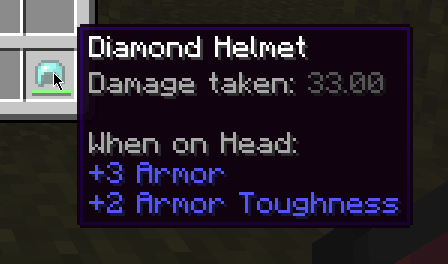 Diamond Helmet
Damage taken: 33.00
When on Head:
+3 Armor
+2 Armor Toughness